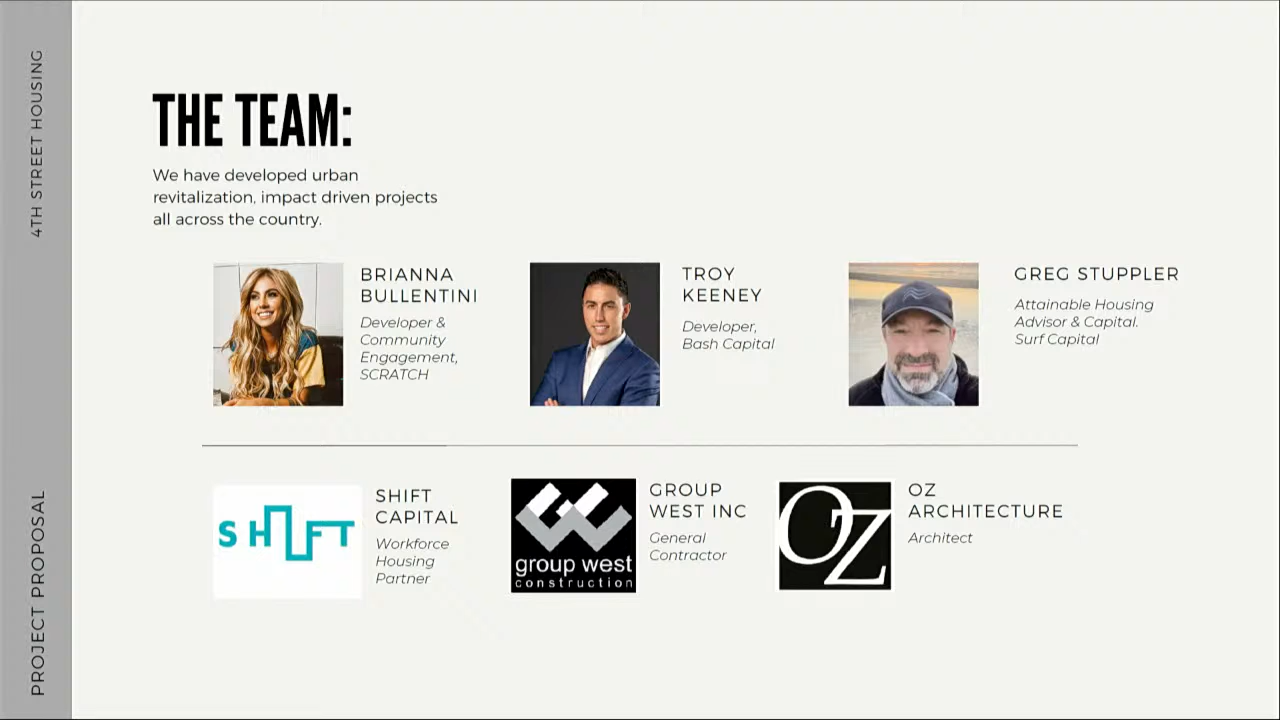 4TH STREET HOUSING
PROJECT PROPOSAL
THE TEAM:
We have developed urban
revitalization, impact driven projects
all across the country.
BRIANNA
BULLENTINI
Developer &
Community
Engagement,
SCRATCH
TROY
KEENEY
Developer,
Bash Capital
GREG STUPPLER
Attainable Housing
Advisor & Capital.
Surf Capital
SHIFT
SHIFT
CAPITAL
Workforce
Housing
Partner
group west
construction
GROUP
WEST INC
General
Contractor
OZ
OZ
ARCHITECTURE
Architect